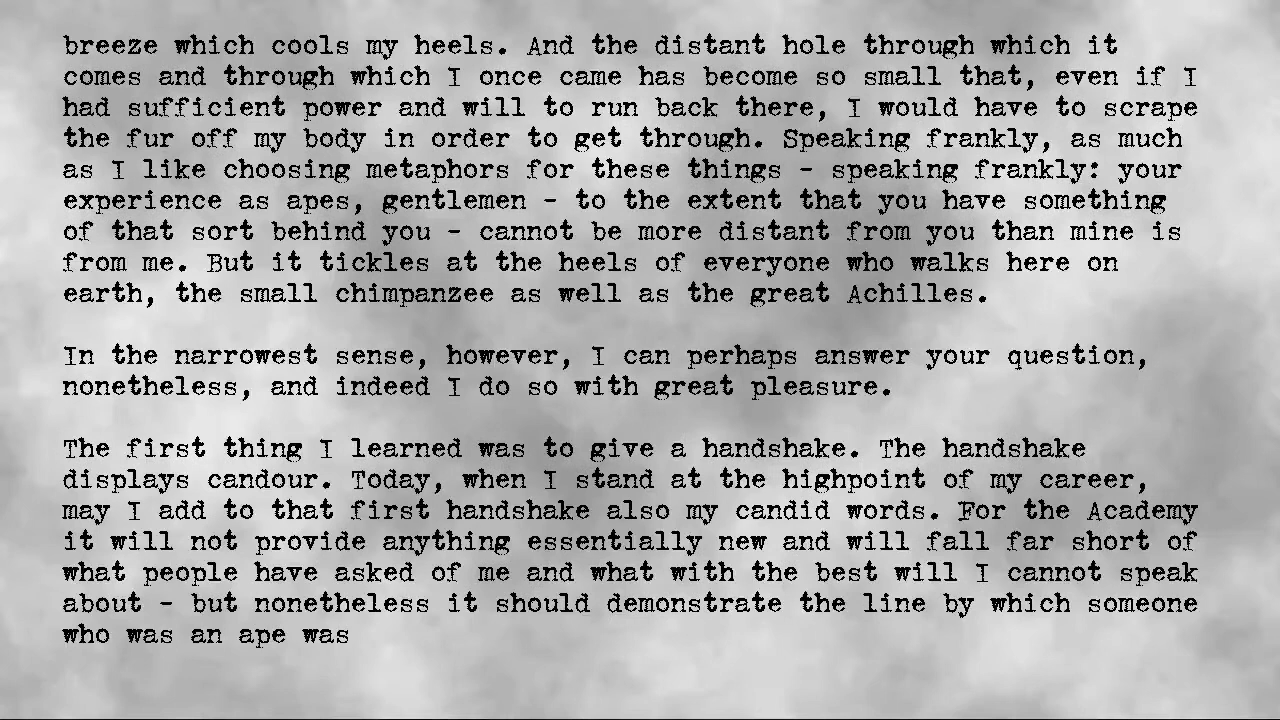 breeze which cools my heels. And the distant hole through which it
comes and through which I once came has become so small that, even if I
had sufficient power and will to run back there, I would have to scrape
the fur off my body in order to get through. Speaking frankly, as much
as I like choosing metaphors for these things - speaking frankly: your
experience as apes, gentlemen - to the extent that you have something
of that sort behind you - cannot be more distant from you than mine is
from me. But it tickles at the heels of everyone who walks here on
earth, the small chimpanzee as well as the great Achilles.

In the narrowest sense, however, I can perhaps answer your question,
nonetheless, and indeed I do so with great pleasure.

The first thing I learned was to give a handshake. The handshake
displays candour. Today, when I stand at the highpoint of my career,
may I add to that first handshake also my candid words. For the Academy
it will not provide anything essentially new and will fall far short of
what people have asked of me and what with the best will I cannot speak
about - but nonetheless it should demonstrate the line by which someone
who was an ape was